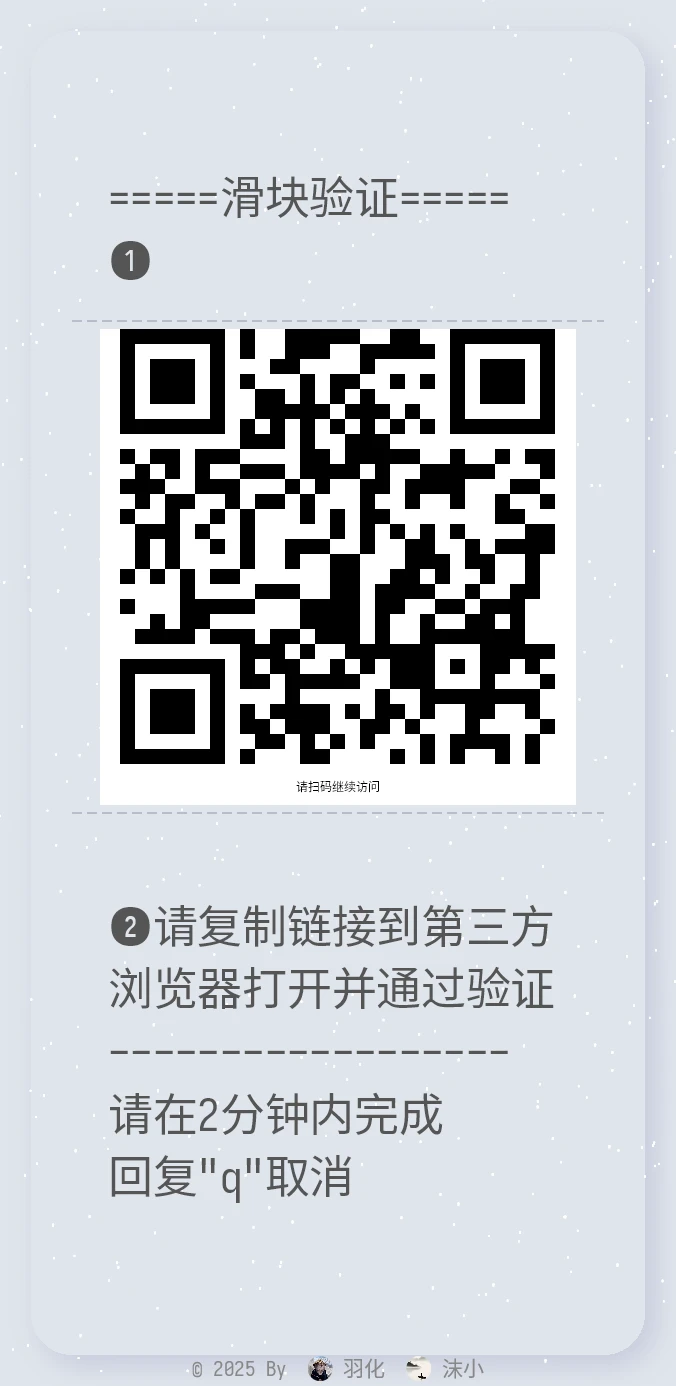 =====滑块验证=====
❶
请扫码继续访问
❷请复制链接到第三方
浏览器打开并通过验证
------------------
请在2分钟内完成
回复"q"取消
© 2025 By 羽化 沫小